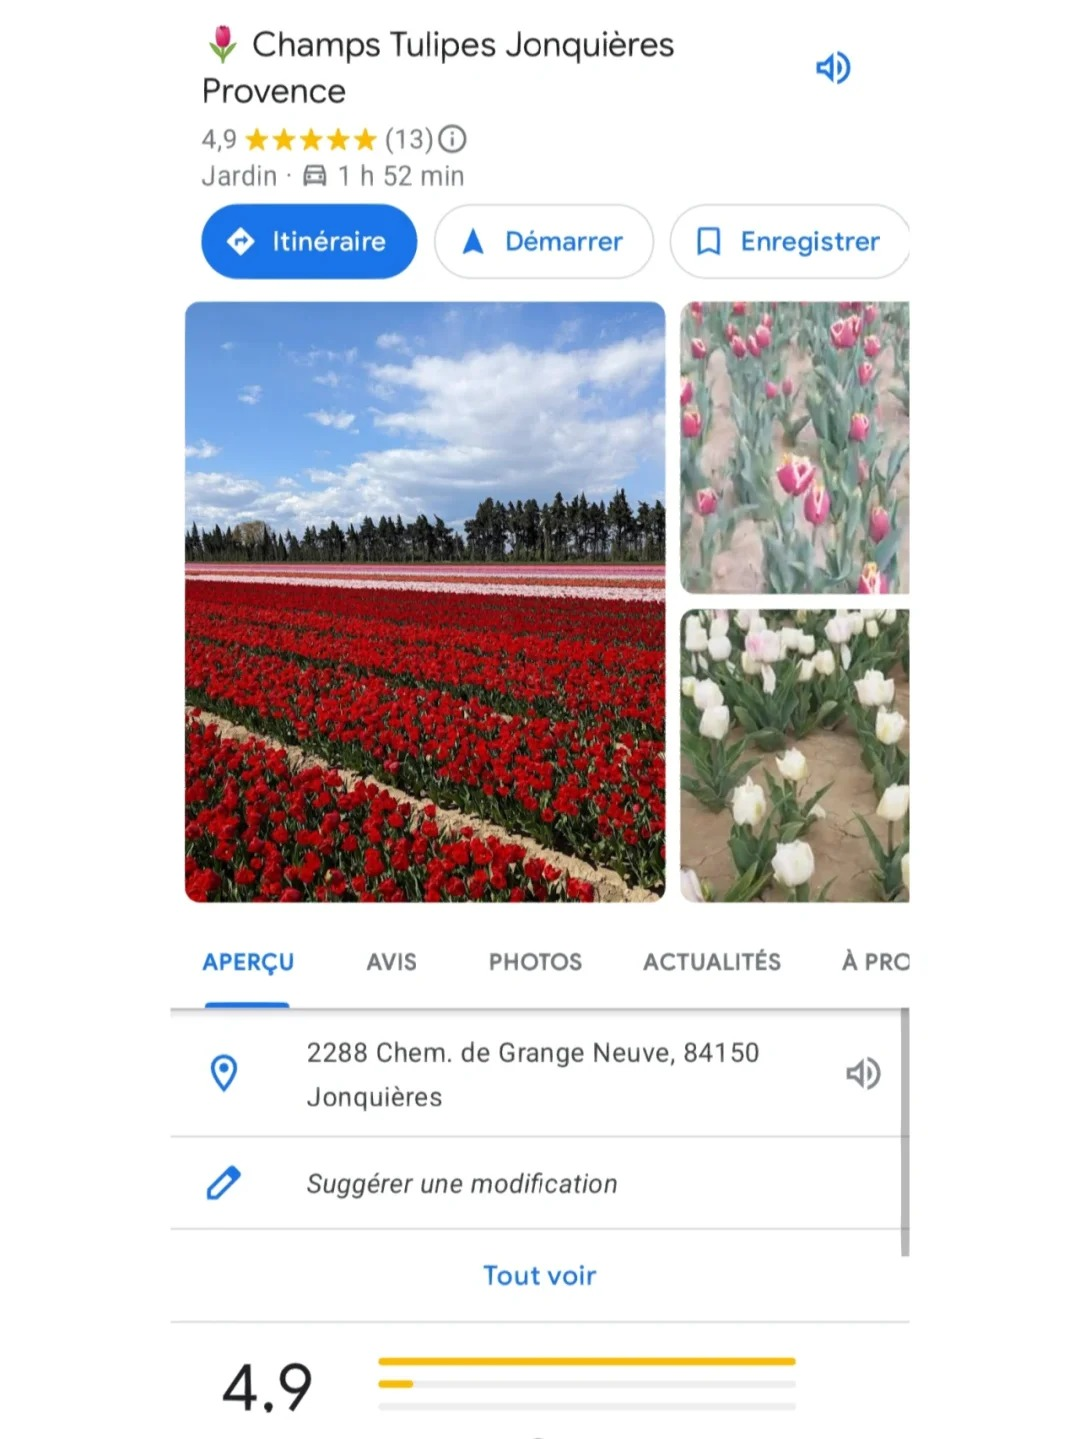 🌷 Champs Tulipes Jonquières
Provence
4,9 (13)
Jardin · 1 h 52 min
Itinéraire Démarrer Enregistrer
APERÇU AVIS PHOTOS ACTUALITÉS À PRO
2288 Chem. de Grange Neuve, 84150
Jonquières
Suggérer une modification
Tout voir
4.9